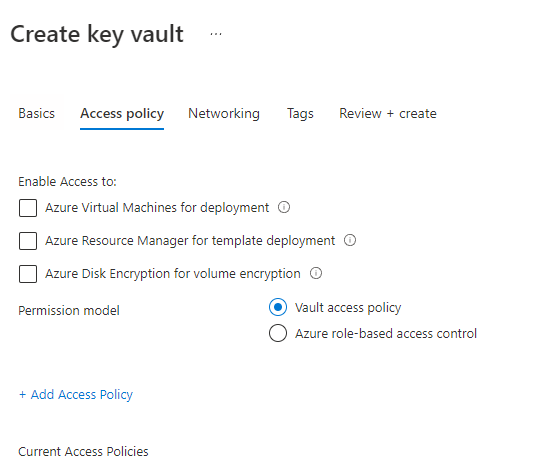 Create key vault ...
Basics Access policy Networking Tags Review + create
Enable Access to:
Azure Virtual Machines for deployment
Azure Resource Manager for template deployment
Azure Disk Encryption for volume encryption
Permission model Vault access policy
Azure role-based access control
+ Add Access Policy
Current Access Policies